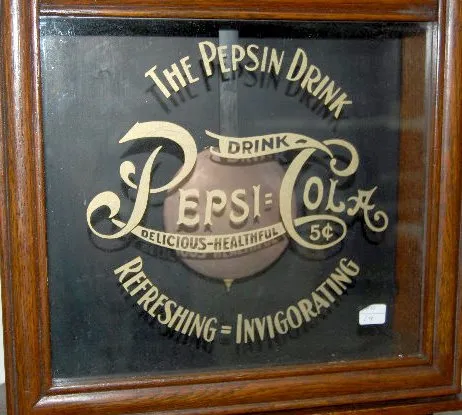 THE PEPSIN DRINK
DRINK
PEPSI=COLA
DELICIOUS-HEALTHFUL
5¢
REFRESHING=INVIGORATING